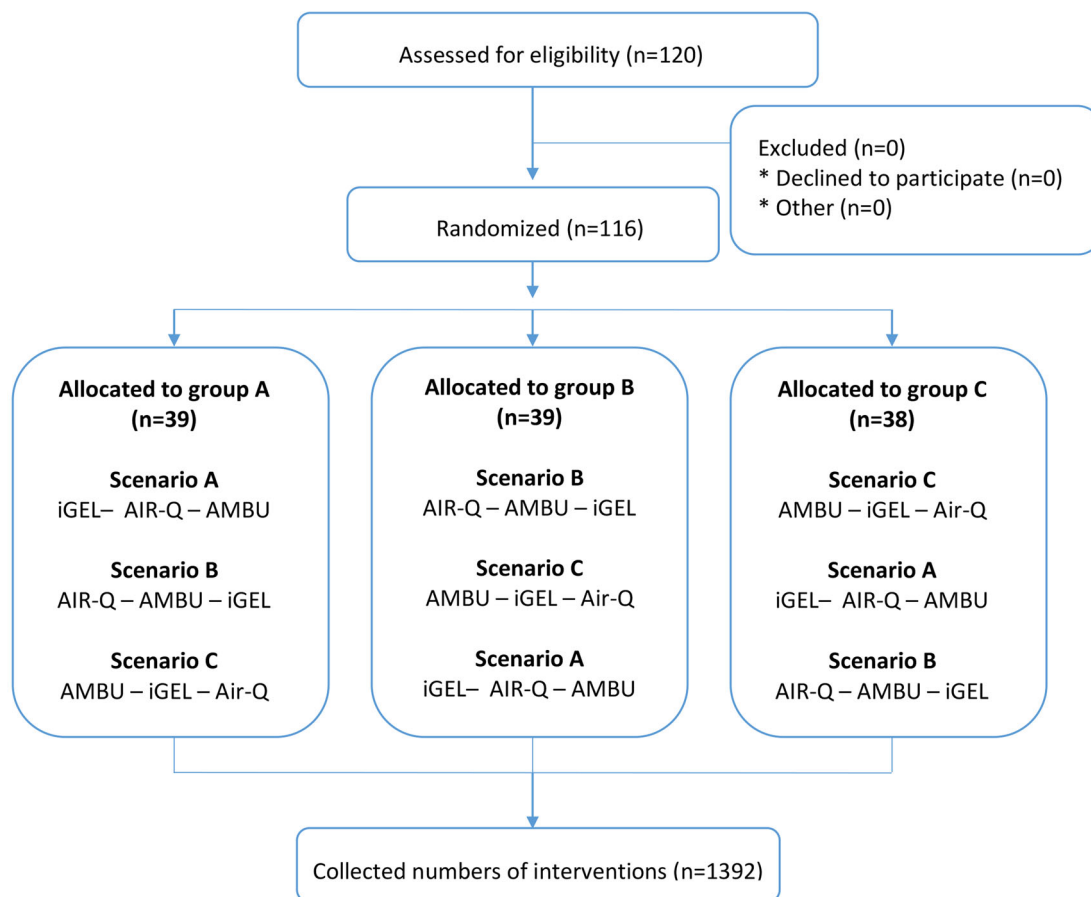 Assessed for eligibility (n=120)
Excluded (n=0)
* Declined to participate (n=0)
* Other (n=0)
Randomized (n=116)
Allocated to group A
(n=39)
Scenario A
iGEL– AIR-Q – AMBU
Scenario B
AIR-Q – AMBU – iGEL
Scenario C
AMBU – iGEL – Air-Q
Allocated to group B
(n=39)
Scenario B
AIR-Q – AMBU – iGEL
Scenario C
AMBU – iGEL – Air-Q
Scenario A
iGEL– AIR-Q – AMBU
Allocated to group C
(n=38)
Scenario C
AMBU – iGEL – Air-Q
Scenario A
iGEL– AIR-Q – AMBU
Scenario B
AIR-Q – AMBU – iGEL
Collected numbers of interventions (n=1392)